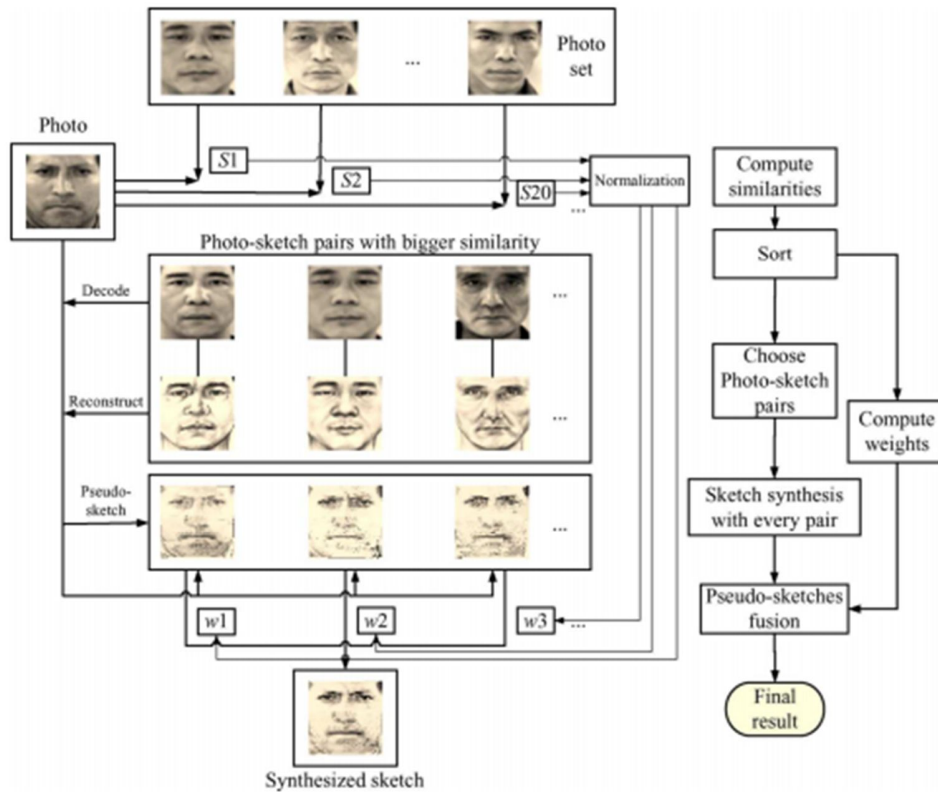 ...
Photo
set
Photo
S1
S2
S20
...
Normalization
Photo-sketch pairs with bigger similarity
Decode
...
Reconstruct
...
Pseudo-
sketch
...
w1
w2
w3
...
Synthesized sketch
Compute
similarities
Sort
Choose
Photo-sketch
pairs
Compute
weights
Sketch synthesis
with every pair
Pseudo-sketches
fusion
Final
result